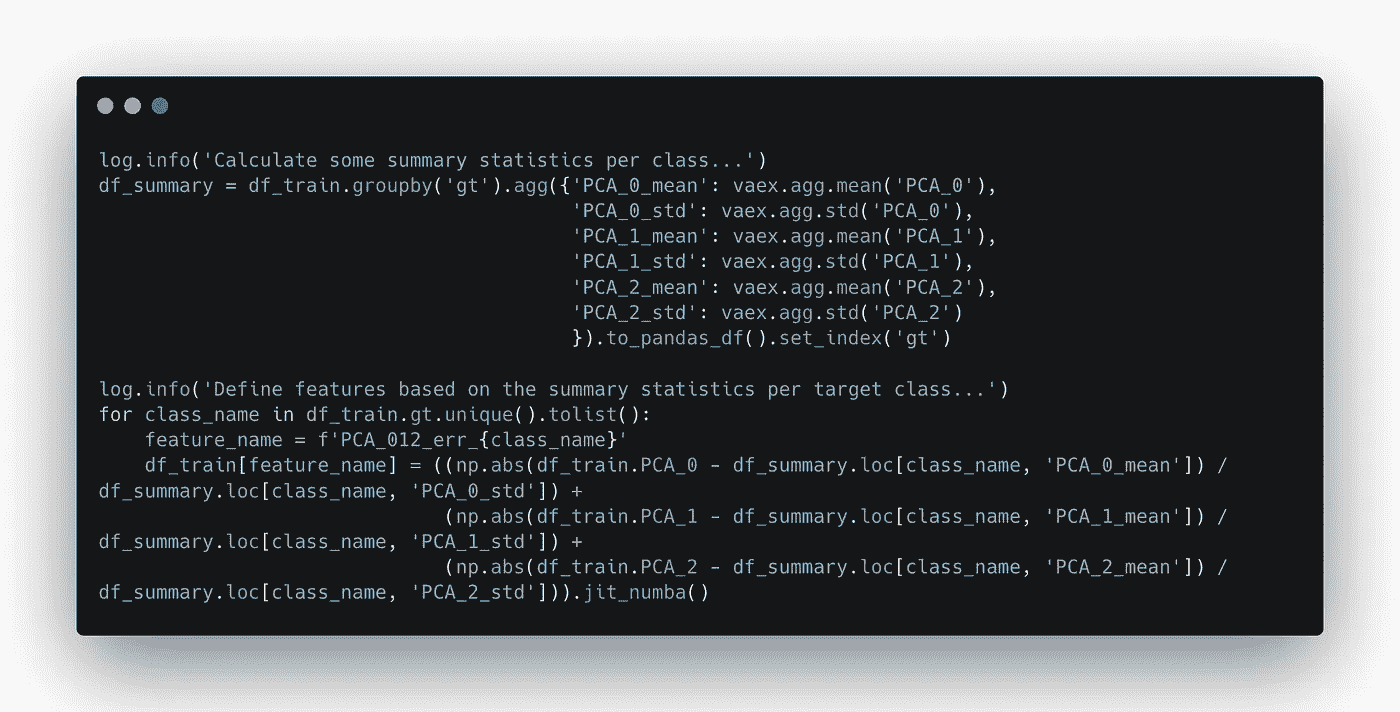 log.info('Calculate some summary statistics per class...')
df_summary = df_train.groupby('gt').agg({'PCA_0_mean': vaex.agg.mean('PCA_0'),
                                         'PCA_0_std': vaex.agg.std('PCA_0'),
                                         'PCA_1_mean': vaex.agg.mean('PCA_1'),
                                         'PCA_1_std': vaex.agg.std('PCA_1'),
                                         'PCA_2_mean': vaex.agg.mean('PCA_2'),
                                         'PCA_2_std': vaex.agg.std('PCA_2')
                                         }).to_pandas_df().set_index('gt')

log.info('Define features based on the summary statistics per target class...')
for class_name in df_train.gt.unique().tolist():
    feature_name = f'PCA_012_err_{class_name}'
    df_train[feature_name] = ((np.abs(df_train.PCA_0 - df_summary.loc[class_name, 'PCA_0_mean']) /
df_summary.loc[class_name, 'PCA_0_std']) +
                              (np.abs(df_train.PCA_1 - df_summary.loc[class_name, 'PCA_1_mean']) /
df_summary.loc[class_name, 'PCA_1_std']) +
                              (np.abs(df_train.PCA_2 - df_summary.loc[class_name, 'PCA_2_mean']) /
df_summary.loc[class_name, 'PCA_2_std'])).jit_numba()